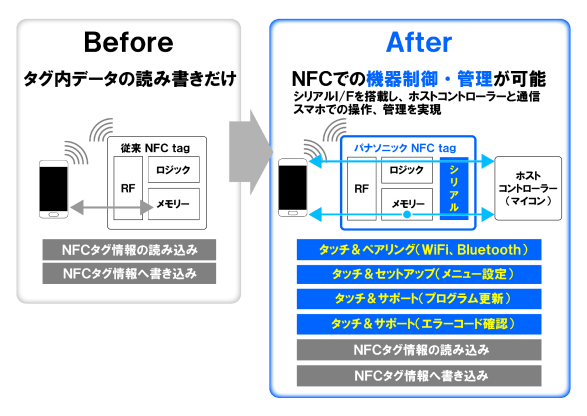 Before
タグ内データの読み書きだけ
従来 NFC tag
RF
ロジック
メモリー
NFCタグ情報の読み込み
NFCタグ情報へ書き込み
After
NFCでの機器制御・管理が可能
シリアルI/Fを搭載し、ホストコントローラーと通信
スマホでの操作、管理を実現
パナソニック NFC tag
RF
ロジック
メモリー
シリアル
ホスト
コントローラー
(マイコン)
タッチ&ペアリング(WiFi、Bluetooth)
タッチ&セットアップ(メニュー設定)
タッチ&サポート(プログラム更新)
タッチ&サポート(エラーコード確認)
NFCタグ情報の読み込み
NFCタグ情報へ書き込み